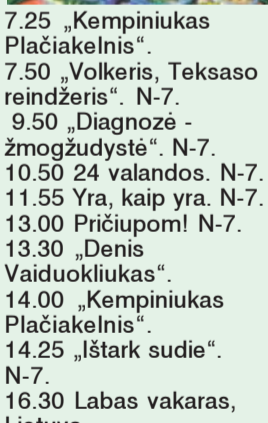 7.25 „Kempiniukas
Plačiakelnis“.
7.50 „Volkeris, Teksaso
reindžeris“. N-7.
9.50 „Diagnozė -
žmogžudystė“. N-7.
10.50 24 valandos. N-7.
11.55 Yra, kaip yra. N-7.
13.00 Pričiupom! N-7.
13.30 „Denis
Vaiduokliukas“.
14.00 „Kempiniukas
Plačiakelnis“.
14.25 „Ištark sudie“.
N-7.
16.30 Labas vakaras,